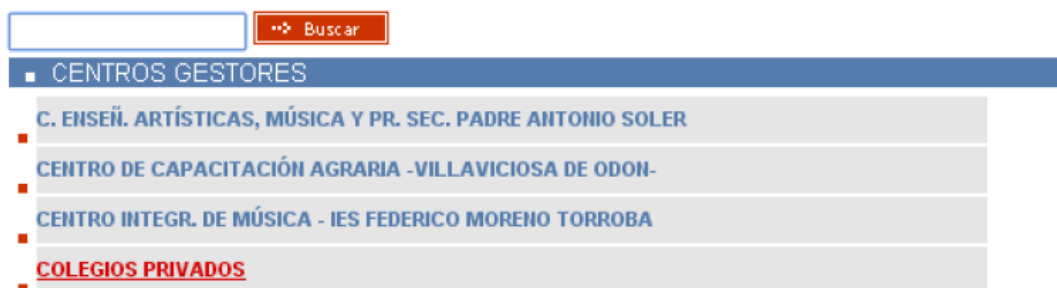 Buscar
CENTROS GESTORES
C. ENSEÑ. ARTÍSTICAS, MÚSICA Y PR. SEC. PADRE ANTONIO SOLER
CENTRO DE CAPACITACIÓN AGRARIA -VILLAVICIOSA DE ODON-
CENTRO INTEGR. DE MÚSICA - IES FEDERICO MORENO TORROBA
COLEGIOS PRIVADOS